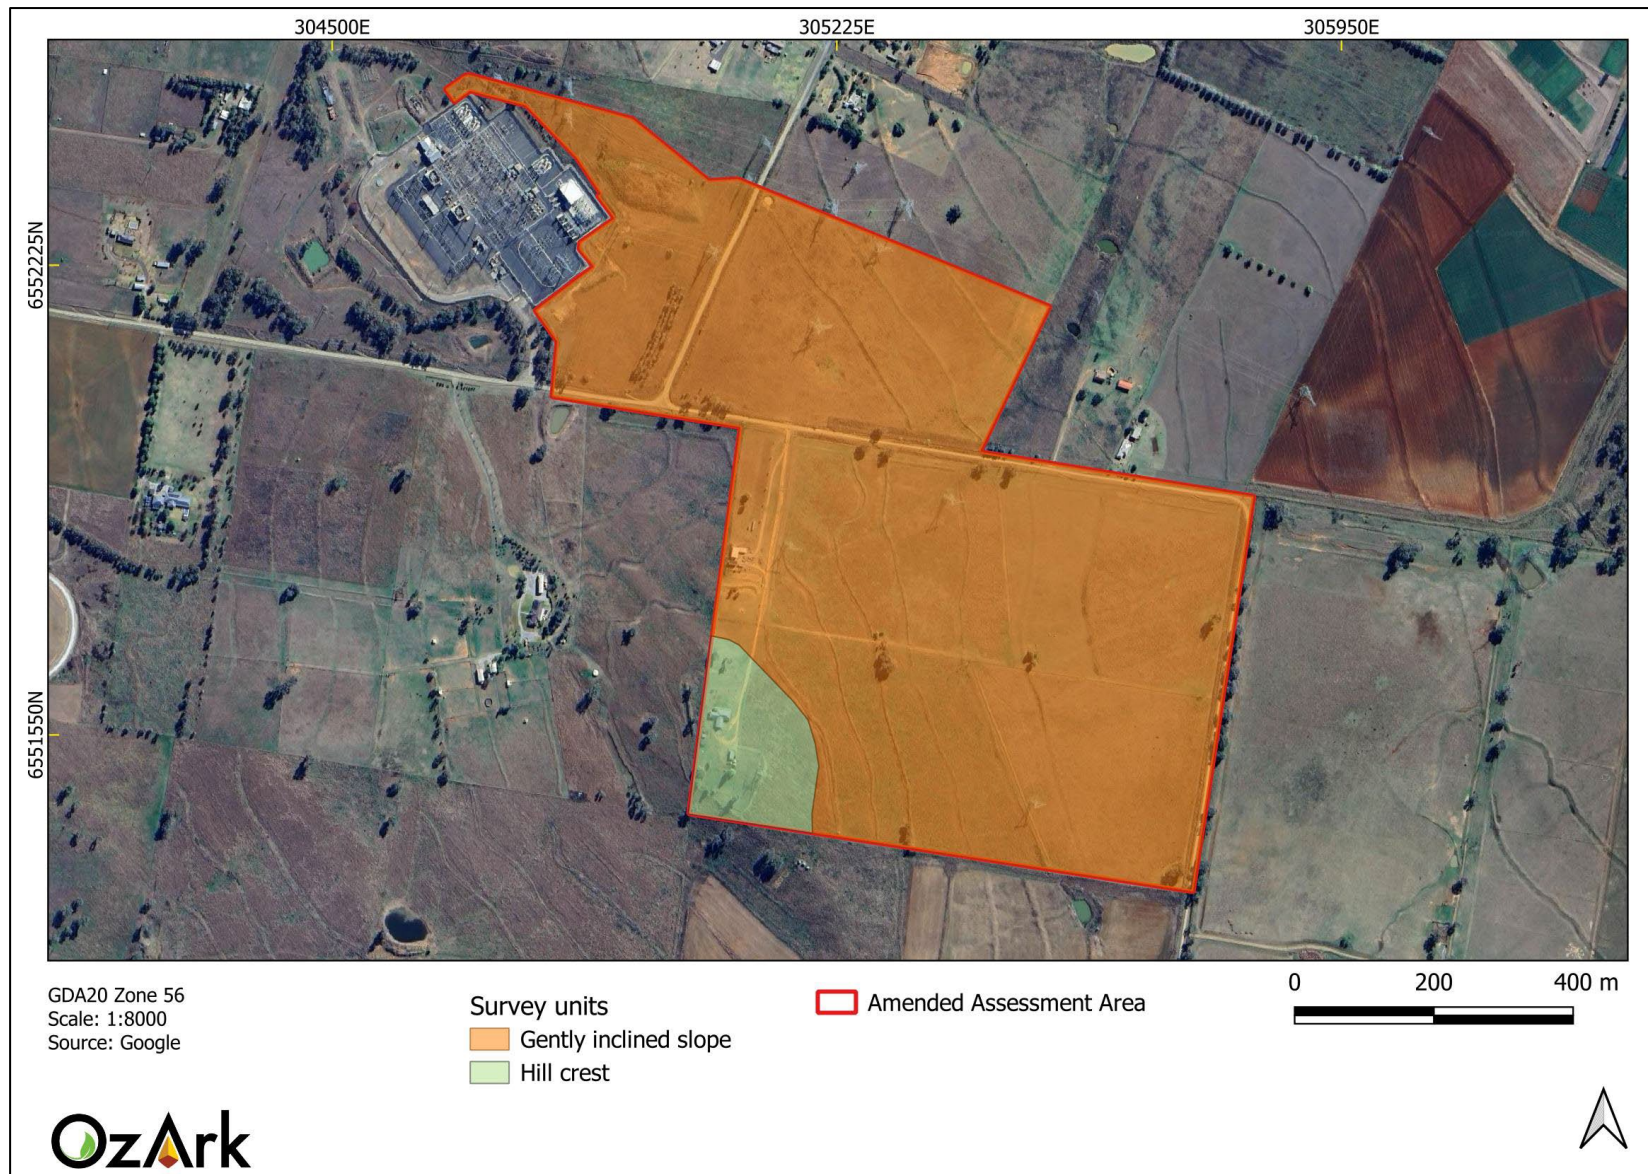 304500E
305225E
305950E
6552225N
6551550N
GDA20 Zone 56
Scale: 1:8000
Source: Google
Survey units
Gently inclined slope
Hill crest
Amended Assessment Area
0 200 400 m
OzArk